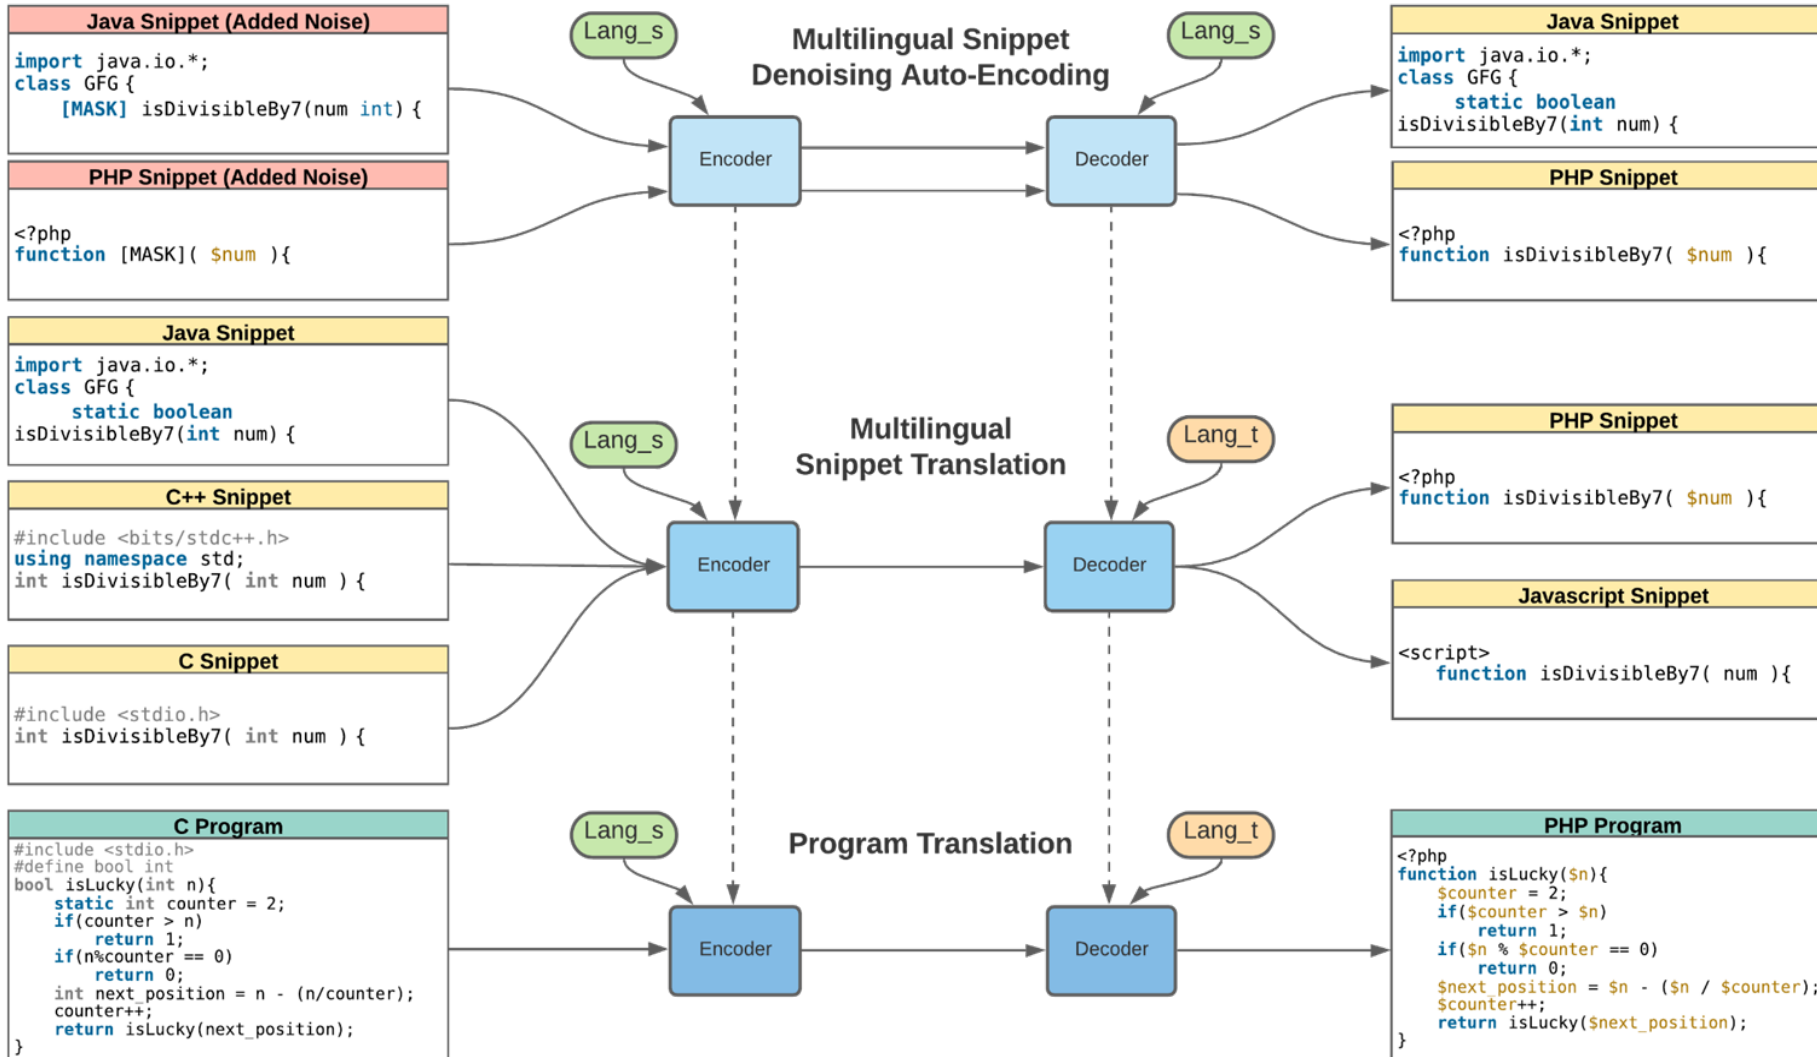 Java Snippet (Added Noise)
import java.io.*;
class GFG {
[MASK] isDivisibleBy7(num int) {
PHP Snippet (Added Noise)
<?php
function [MASK]( $num ){
Java Snippet
import java.io.*;
class GFG {
static boolean
isDivisibleBy7(int num) {
C++ Snippet
#include <bits/stdc++.h>
using namespace std;
int isDivisibleBy7( int num ) {
C Snippet
#include <stdio.h>
int isDivisibleBy7( int num ) {
C Program
#include <stdio.h>
#define bool int
bool isLucky(int n){
static int counter = 2;
if(counter > n)
return 1;
if(n%counter == 0)
return 0;
int next_position = n - (n/counter);
counter++;
return isLucky(next_position);
}
Lang_s
Multilingual Snippet
Denoising Auto-Encoding
Lang_s
Encoder
Decoder
Lang_s
Multilingual
Snippet Translation
Lang_t
Encoder
Decoder
Lang_s
Program Translation
Lang_t
Encoder
Decoder
Java Snippet
import java.io.*;
class GFG {
static boolean
isDivisibleBy7(int num) {
PHP Snippet
<?php
function isDivisibleBy7( $num ){
PHP Snippet
<?php
function isDivisibleBy7( $num ){
Javascript Snippet
<script>
function isDivisibleBy7( num ){
PHP Program
<?php
function isLucky($n){
$counter = 2;
if($counter > $n)
return 1;
if($n % $counter == 0)
return 0;
$next_position = $n - ($n / $counter);
$counter++;
return isLucky($next_position);
}